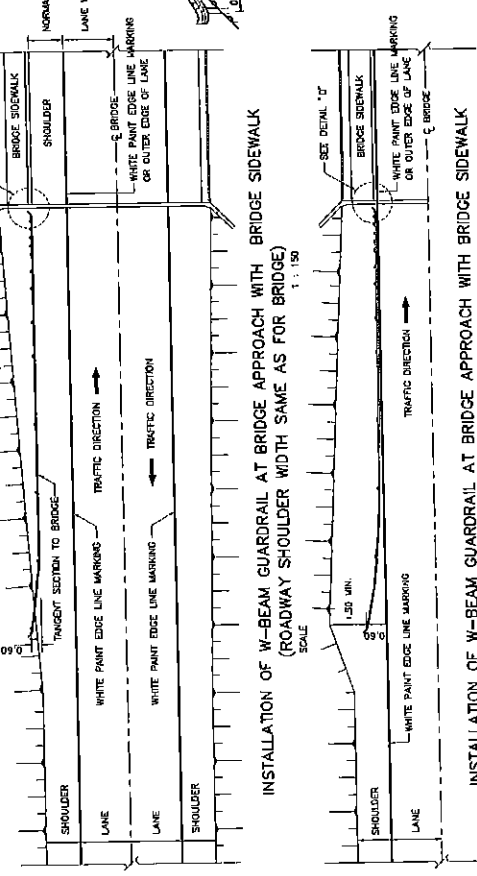 BRIDGE SIDEWALK
SHOULDER
LANE
WHITE PAINT EDGE LINE MARKING
OR OUTER EDGE OF LANE
℄ BRIDGE
0.60
TANGENT SECTION TO BRIDGE
SHOULDER
WHITE PAINT EDGE LINE MARKING
TRAFFIC DIRECTION
LANE
LANE
WHITE PAINT EDGE LINE MARKING
TRAFFIC DIRECTION
SHOULDER
INSTALLATION OF W-BEAM GUARDRAIL AT BRIDGE APPROACH WITH BRIDGE SIDEWALK
(ROADWAY SHOULDER WIDTH SAME AS FOR BRIDGE)
SCALE 1 : 150
SEE DETAIL "D"
BRIDGE SIDEWALK
1.50 MIN.
0.60
SHOULDER
WHITE PAINT EDGE LINE MARKING
TRAFFIC DIRECTION
WHITE PAINT EDGE LINE MARKING
OR OUTER EDGE OF LANE
LANE
℄ BRIDGE
INSTALLATION OF W-BEAM GUARDRAIL AT BRIDGE APPROACH WITH BRIDGE SIDEWALK